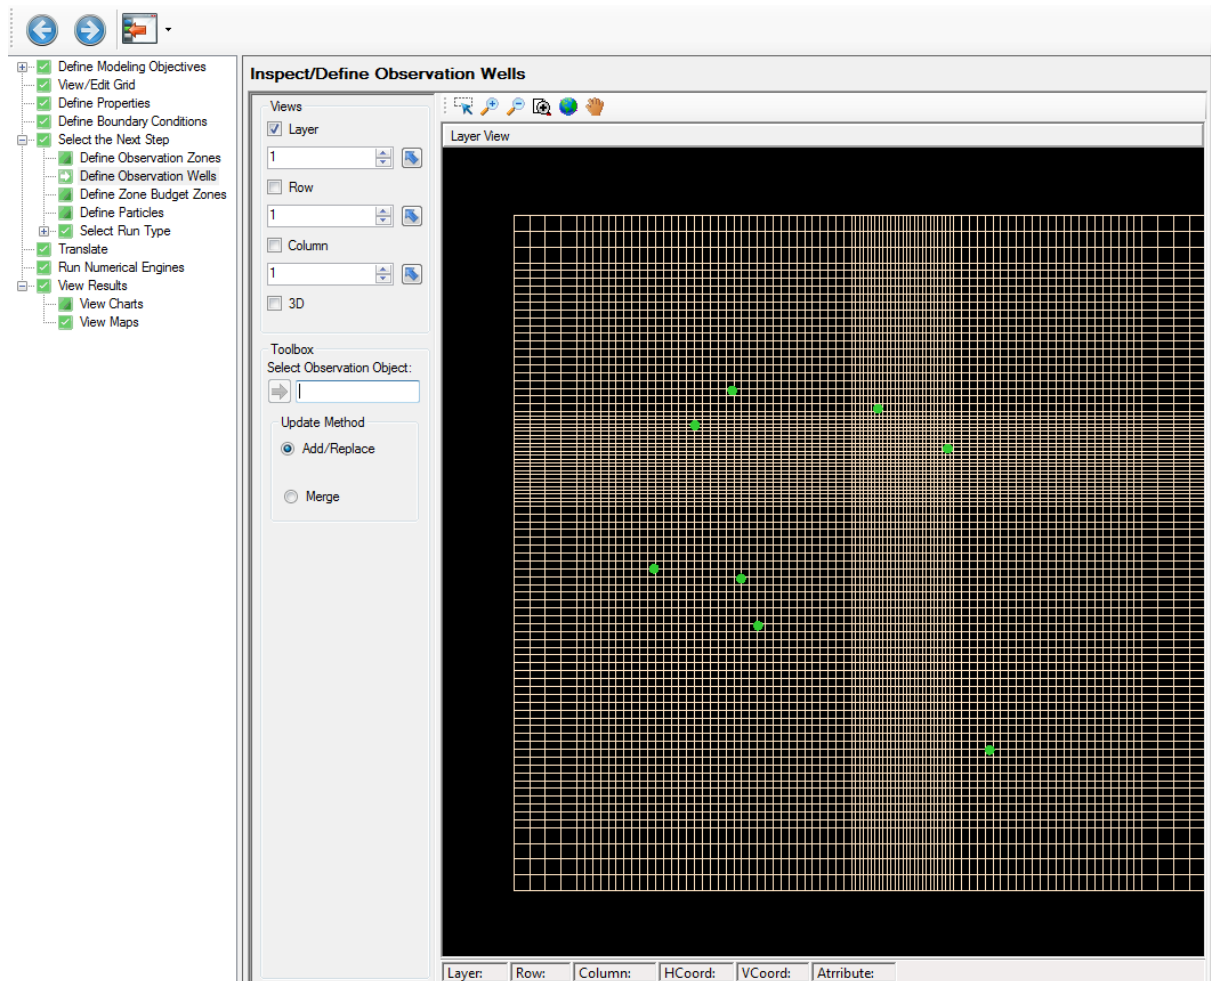 Define Modeling Objectives
View/Edit Grid
Define Properties
Define Boundary Conditions
Select the Next Step
Define Observation Zones
Define Observation Wells
Define Zone Budget Zones
Define Particles
Select Run Type
Translate
Run Numerical Engines
View Results
View Charts
View Maps
Inspect/Define Observation Wells
Views
Layer
1
Row
1
Column
1
3D
Toolbox
Select Observation Object:
Update Method
Add/Replace
Merge
Layer View
Layer: Row: Column: HCoord: VCoord: Atrribute: